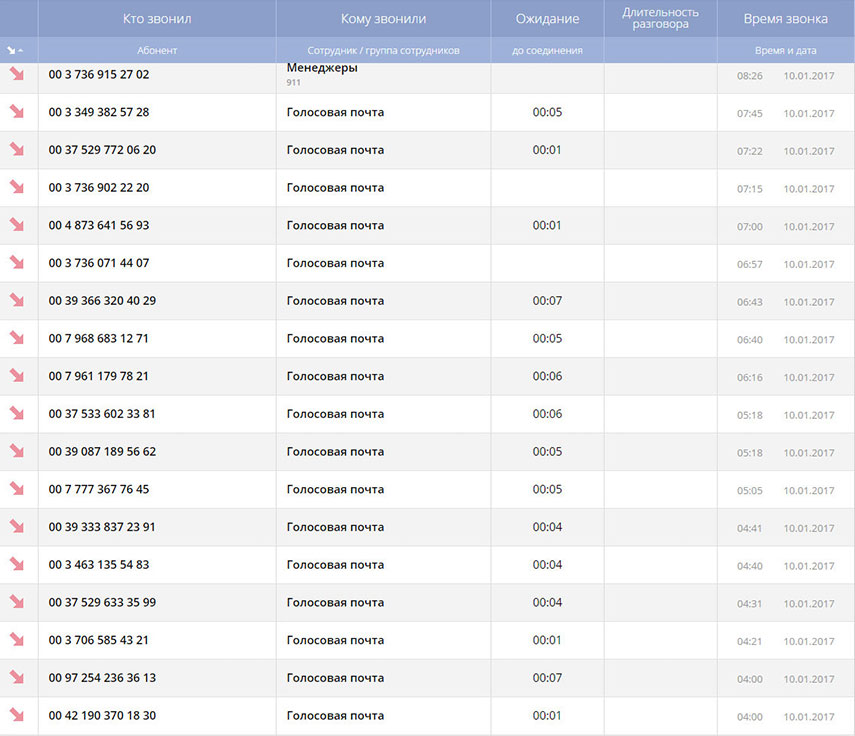 Кто звонил Кому звонили Ожидание Длительность разговора Время звонка
Абонент Сотрудник / группа сотрудников до соединения Время и дата
00 3 736 915 27 02 Менеджеры 08:26 10.01.2017
911
00 3 349 382 57 28 Голосовая почта 00:05 07:45 10.01.2017
00 37 529 772 06 20 Голосовая почта 00:01 07:22 10.01.2017
00 3 736 902 22 20 Голосовая почта 07:15 10.01.2017
00 4 873 641 56 93 Голосовая почта 00:01 07:00 10.01.2017
00 3 736 071 44 07 Голосовая почта 06:57 10.01.2017
00 39 366 320 40 29 Голосовая почта 00:07 06:43 10.01.2017
00 7 968 683 12 71 Голосовая почта 00:05 06:40 10.01.2017
00 7 961 179 78 21 Голосовая почта 00:06 06:16 10.01.2017
00 37 533 602 33 81 Голосовая почта 00:06 05:18 10.01.2017
00 39 087 189 56 62 Голосовая почта 00:05 05:18 10.01.2017
00 7 777 367 76 45 Голосовая почта 00:05 05:05 10.01.2017
00 39 333 837 23 91 Голосовая почта 00:04 04:41 10.01.2017
00 3 463 135 54 83 Голосовая почта 00:04 04:40 10.01.2017
00 37 529 633 35 99 Голосовая почта 00:04 04:31 10.01.2017
00 3 706 585 43 21 Голосовая почта 00:01 04:21 10.01.2017
00 97 254 236 36 13 Голосовая почта 00:07 04:00 10.01.2017
00 42 190 370 18 30 Голосовая почта 00:01 04:00 10.01.2017